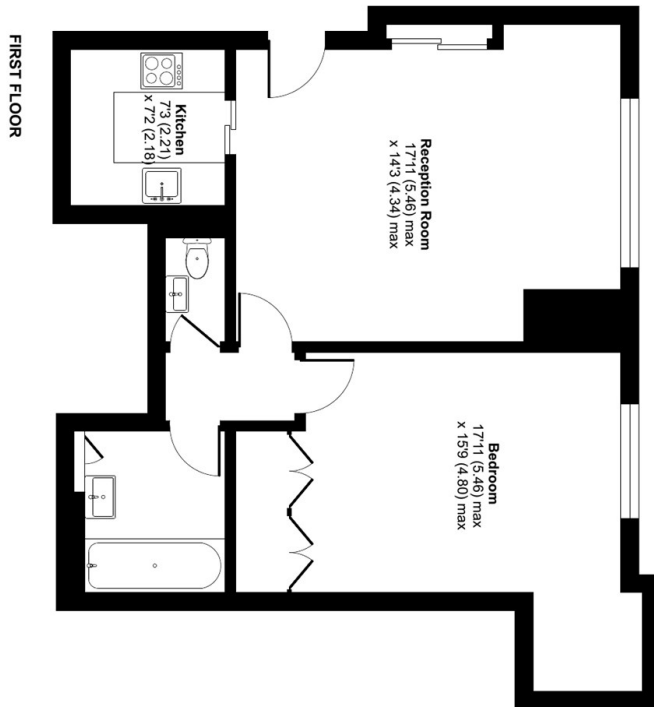 FIRST FLOOR
Kitchen
7'3 (2.21)
x 7'2 (2.18)
Reception Room
17'11 (5.46) max
x 14'3 (4.34) max
Bedroom
17'11 (5.46) max
x 15'9 (4.80) max